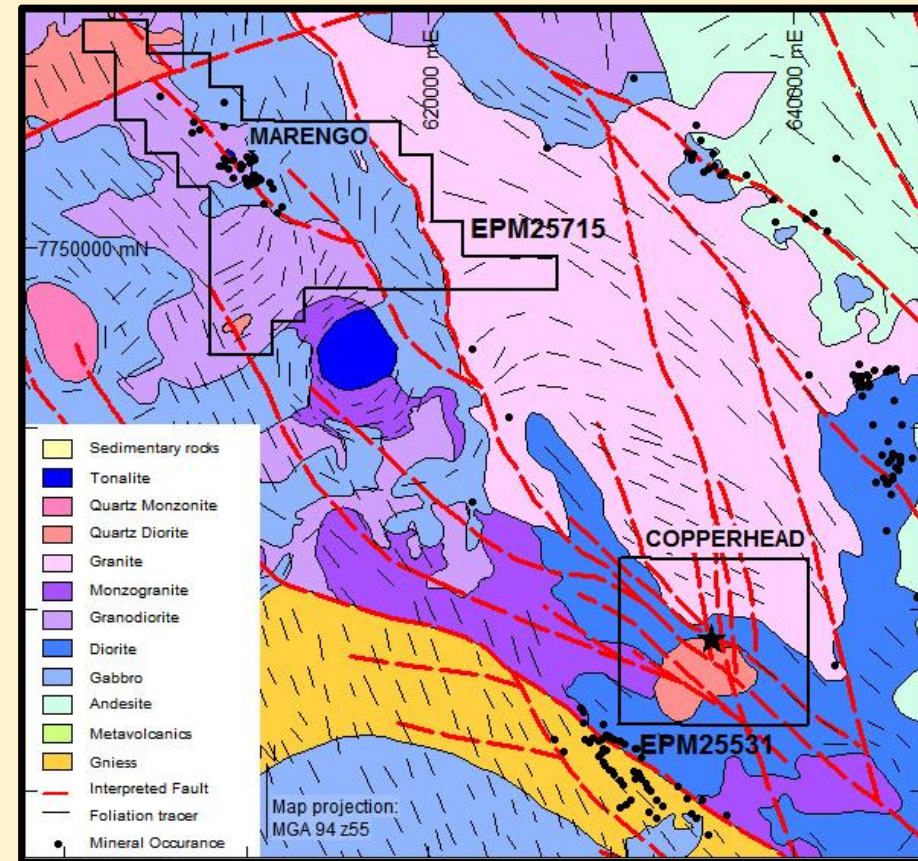 620000 mE
640000 mE
MARENGO
EPM25715
7750000 mN
COPPERHEAD
EPM25531
Sedimentary rocks
Tonalite
Quartz Monzonite
Quartz Diorite
Granite
Monzogranite
Granodiorite
Diorite
Gabbro
Andesite
Metavolcanics
Gniess
Interpreted Fault
Foliation tracer
Mineral Occurance
Map projection:
MGA 94 z55